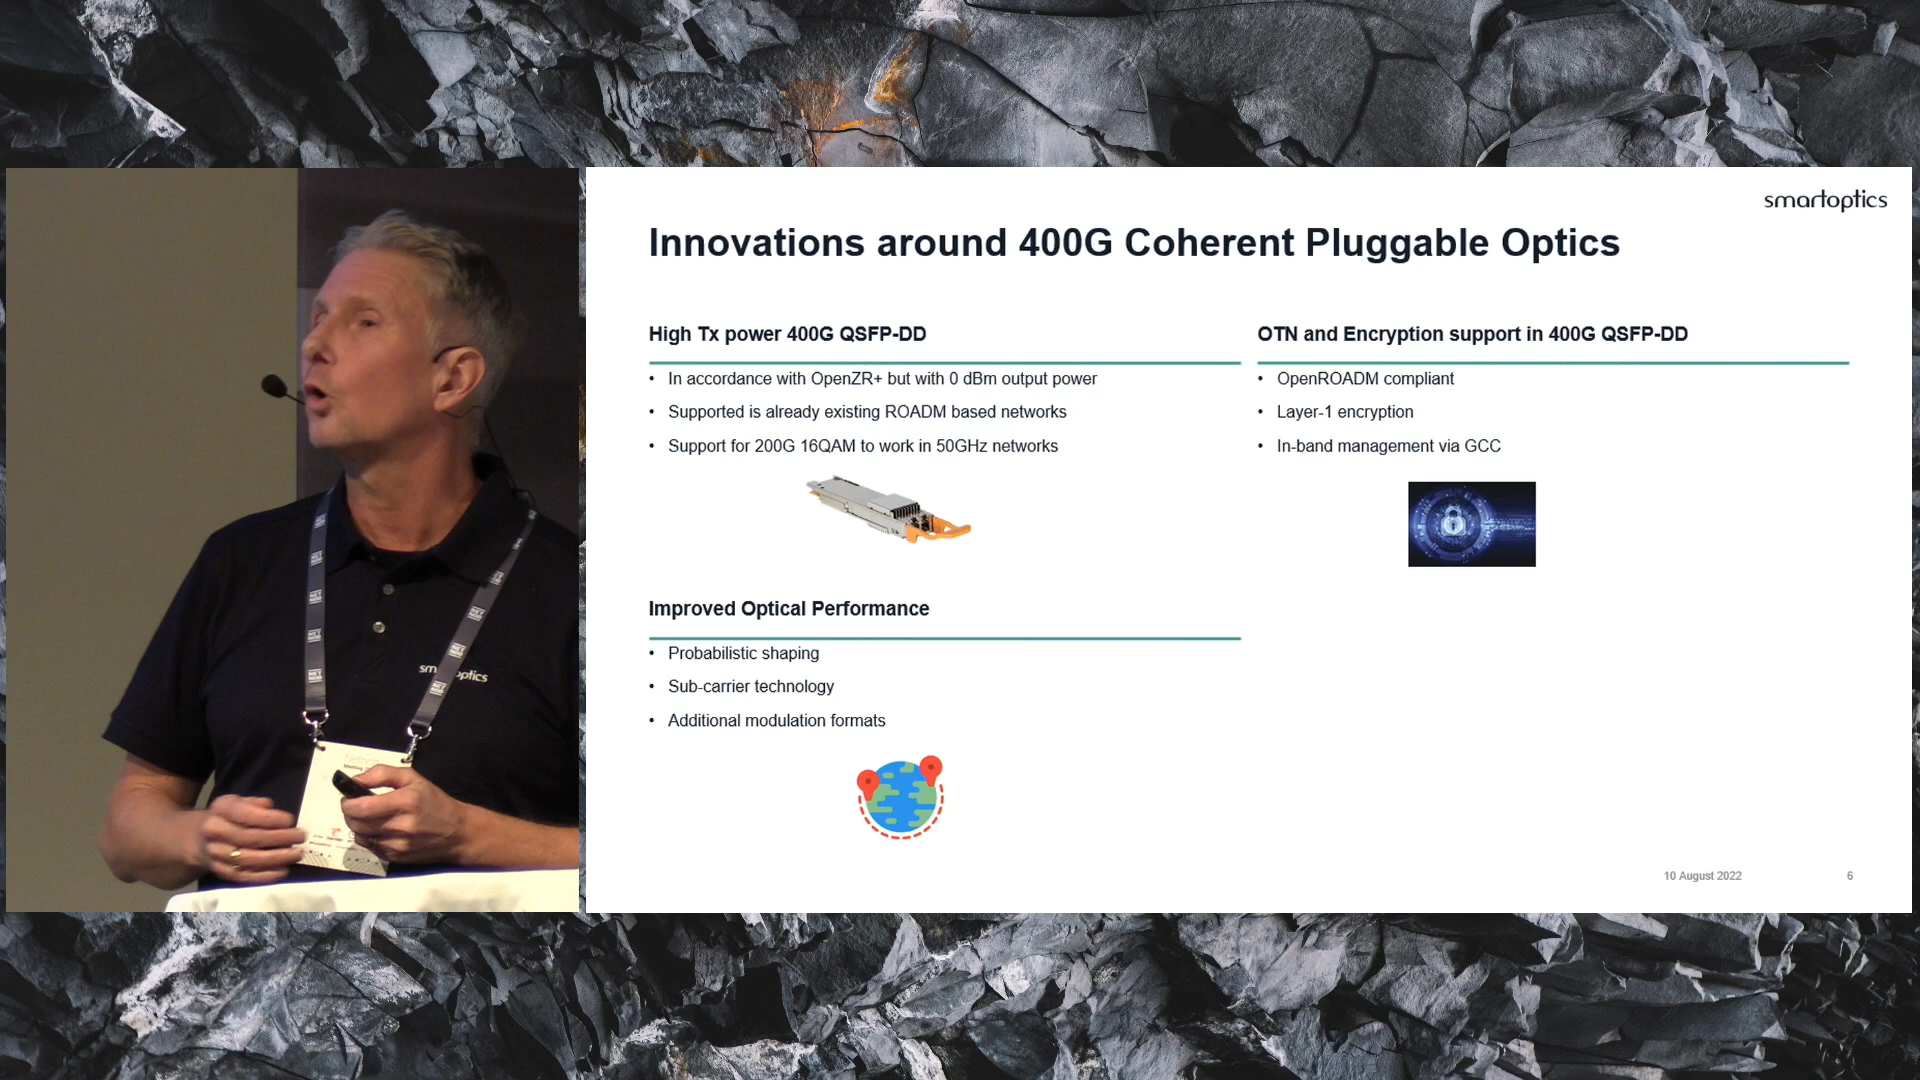 smartoptics
Innovations around 400G Coherent Pluggable Optics
High Tx power 400G QSFP-DD
• In accordance with OpenZR+ but with 0 dBm output power
• Supported is already existing ROADM based networks
• Support for 200G 16QAM to work in 50GHz networks
OTN and Encryption support in 400G QSFP-DD
• OpenROADM compliant
• Layer-1 encryption
• In-band management via GCC
Improved Optical Performance
• Probabilistic shaping
• Sub-carrier technology
• Additional modulation formats
10 August 2022
6
NET
NOD